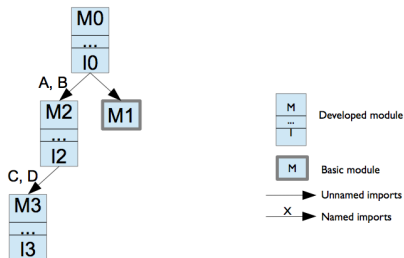 M0
...
I0
A, B
M2
...
I2
M1
C, D
M3
...
I3
M
...
I
Developed module
M
Basic module
Unnamed imports
X
Named imports